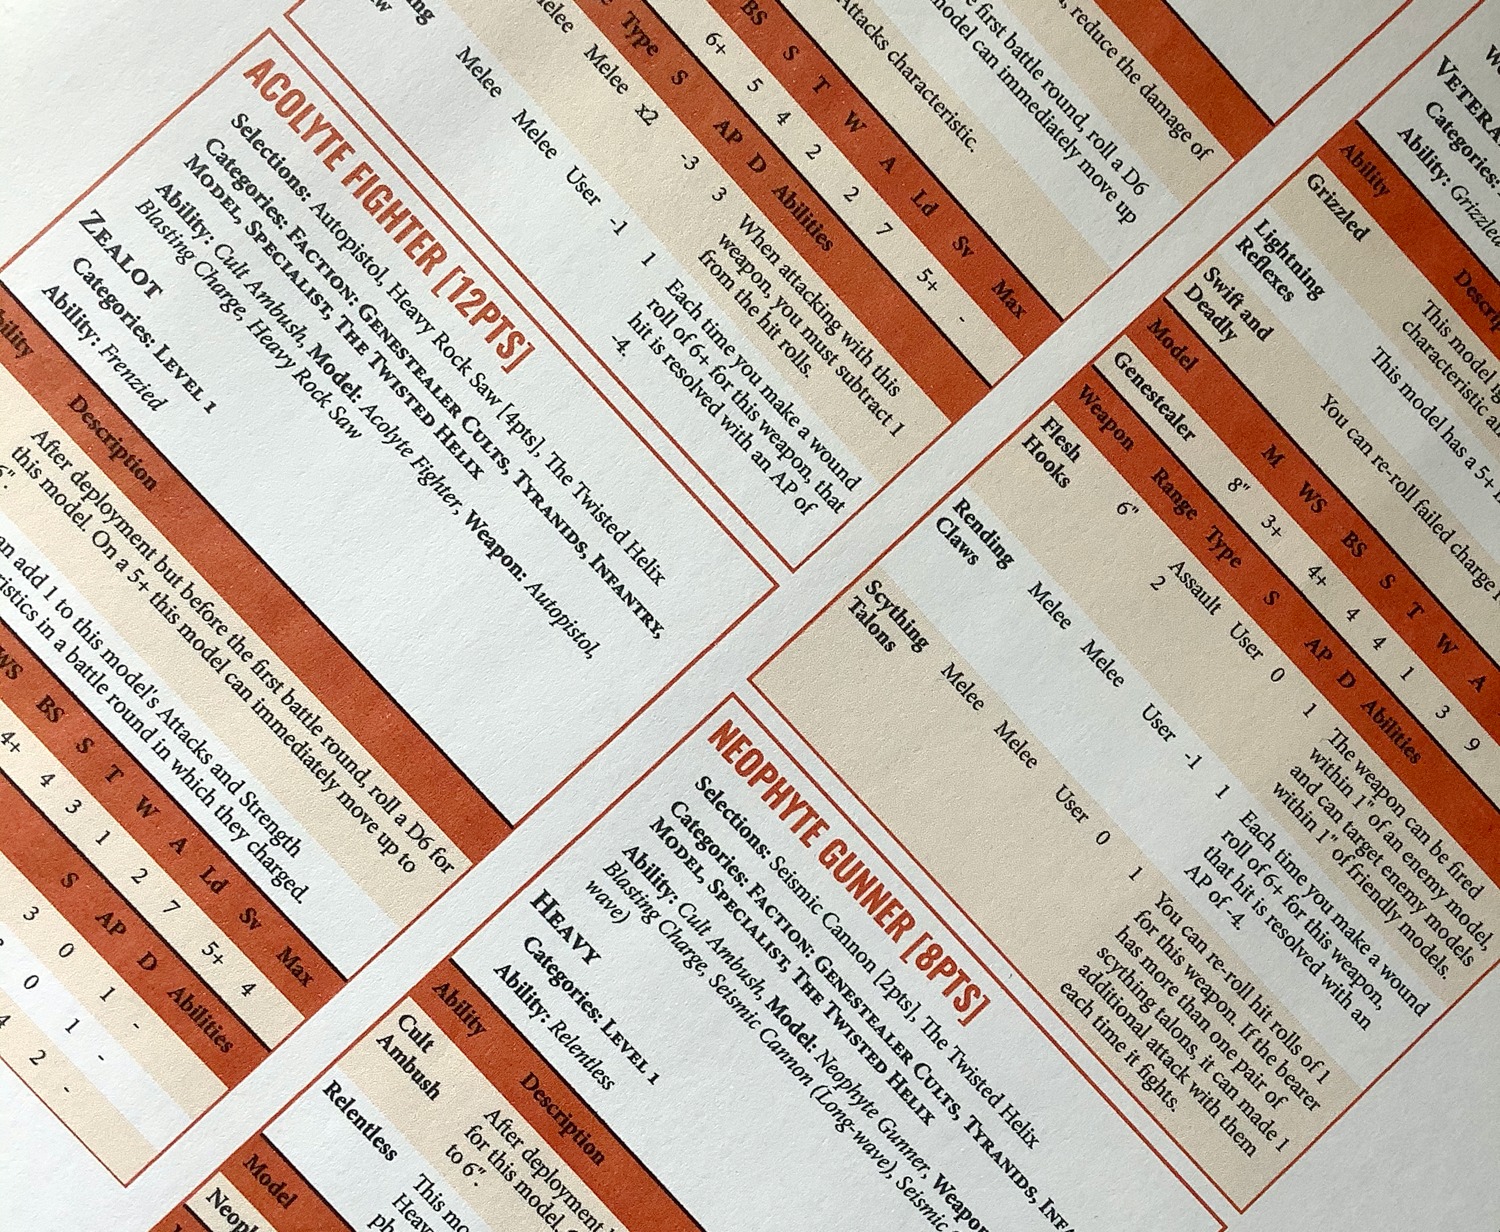 BS S T W A Ld Sv Max
6+ 5 4 2 2 7 5+ -
Type S AP D Abilities
Melee x2 -3 3 When attacking with this
weapon, you must subtract 1
from the hit rolls.
Melee Melee User -1 1 Each time you make a wound
roll of 6+ for this weapon, that
hit is resolved with an AP of
-4.
Attacks characteristic.
first battle round, roll a D6
model can immediately move up
, reduce the damage of
ACOLYTE FIGHTER [12PTS]
Selections: Autopistol, Heavy Rock Saw [4pts], The Twisted Helix
Categories: Faction: Genestealer Cults, Tyranids, Infantry,
Model, Specialist, The Twisted Helix
Ability: Cult Ambush, Model: Acolyte Fighter, Weapon: Autopistol,
Blasting Charge, Heavy Rock Saw
Zealot
Categories: Level 1
Ability: Frenzied
Description
After deployment but before the first battle round, roll a D6 for
this model. On a 5+ this model can immediately move up to
6".
an add 1 to this model's Attacks and Strength
istics in a battle round in which they charged.
WS BS S T W A Ld Sv Max
4+ 4 3 1 2 7 5+ 4
S AP D Abilities
3 0 1 -
0 1 -
4 2 -
Veteran
Categories:
Ability: Grizzled
Ability Descrip
Grizzled This model
characteristic
Lightning
Reflexes
This model has a 5+
Swift and
Deadly
You can re-roll failed charge
Model M WS BS S T W A
Genestealer 8" 3+ 4+ 4 4 1 3 9
Weapon Range Type S AP D Abilities
Flesh
Hooks
6" Assault
2
User 0 1 The weapon can be fired
within 1" of an enemy model,
and can target enemy models
within 1" of friendly models.
Rending
Claws
Melee Melee User -1 1 Each time you make a wound
roll of 6+ for this weapon,
that hit is resolved with an
AP of -4.
Scything
Talons
Melee Melee User 0 1 You can re-roll hit rolls of 1
for this weapon. If the bearer
has more than one pair of
scything talons, it can made 1
additional attack with them
each time it fights.
NEOPHYTE GUNNER [8PTS]
Selections: Seismic Cannon [2pts], The Twisted Helix
Categories: Faction: Genestealer Cults, Tyranids, Infa
Model, Specialist, The Twisted Helix
Ability: Cult Ambush, Model: Neophyte Gunner, Weapon
Blasting Charge, Seismic Cannon (Long-wave), Seismic
wave)
Heavy
Categories: Level 1
Ability: Relentless
Ability Description
Cult
Ambush
After deployment
for this model.
to 6".
Relentless This mo
Heav
ph
Model
Neoph